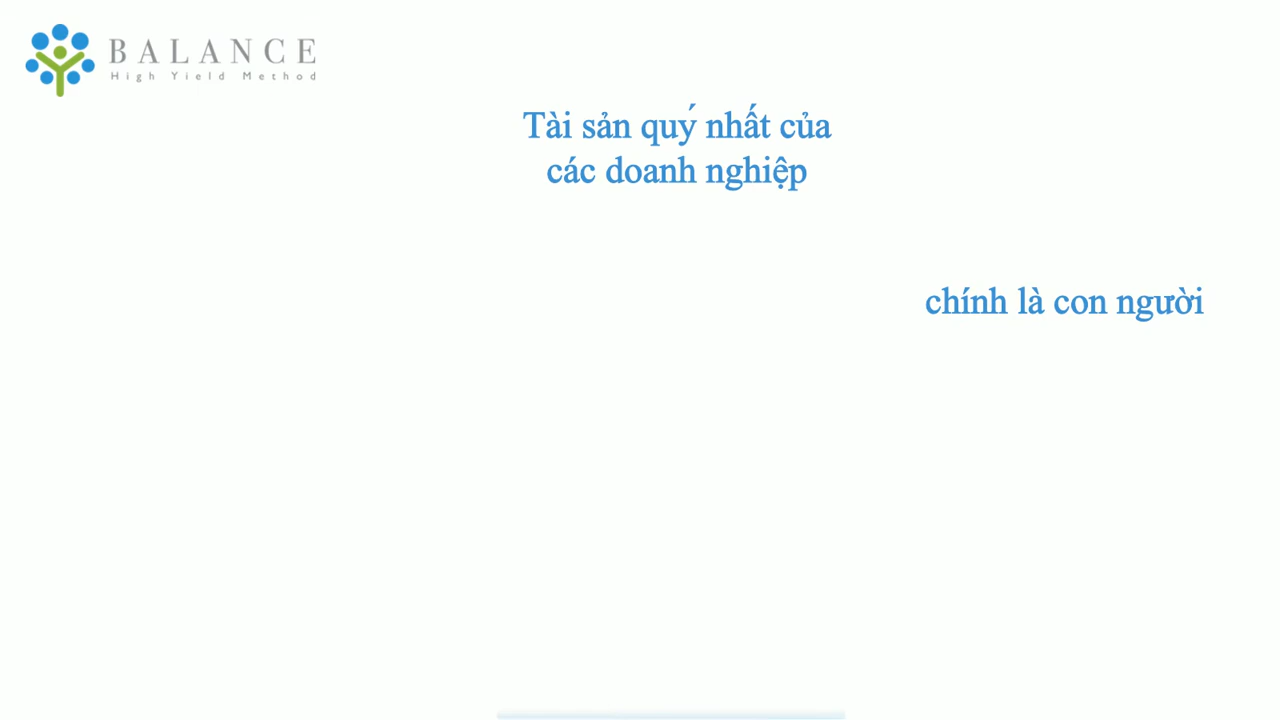 BALANCE
High Yield Method
Tài sản quý nhất của
các doanh nghiệp
chính là con người